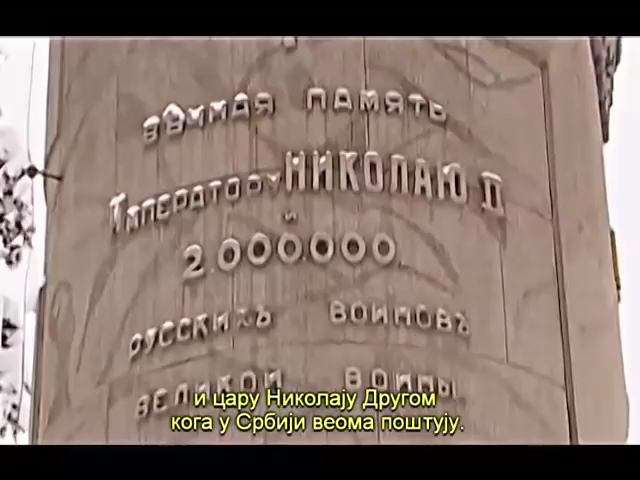 вѣчная память
Императору НИКОЛАЮ II
и
2.000.000.
русскихъ воиновъ
великой войны
и цару Николају Другом
кога у Србији веома поштују.